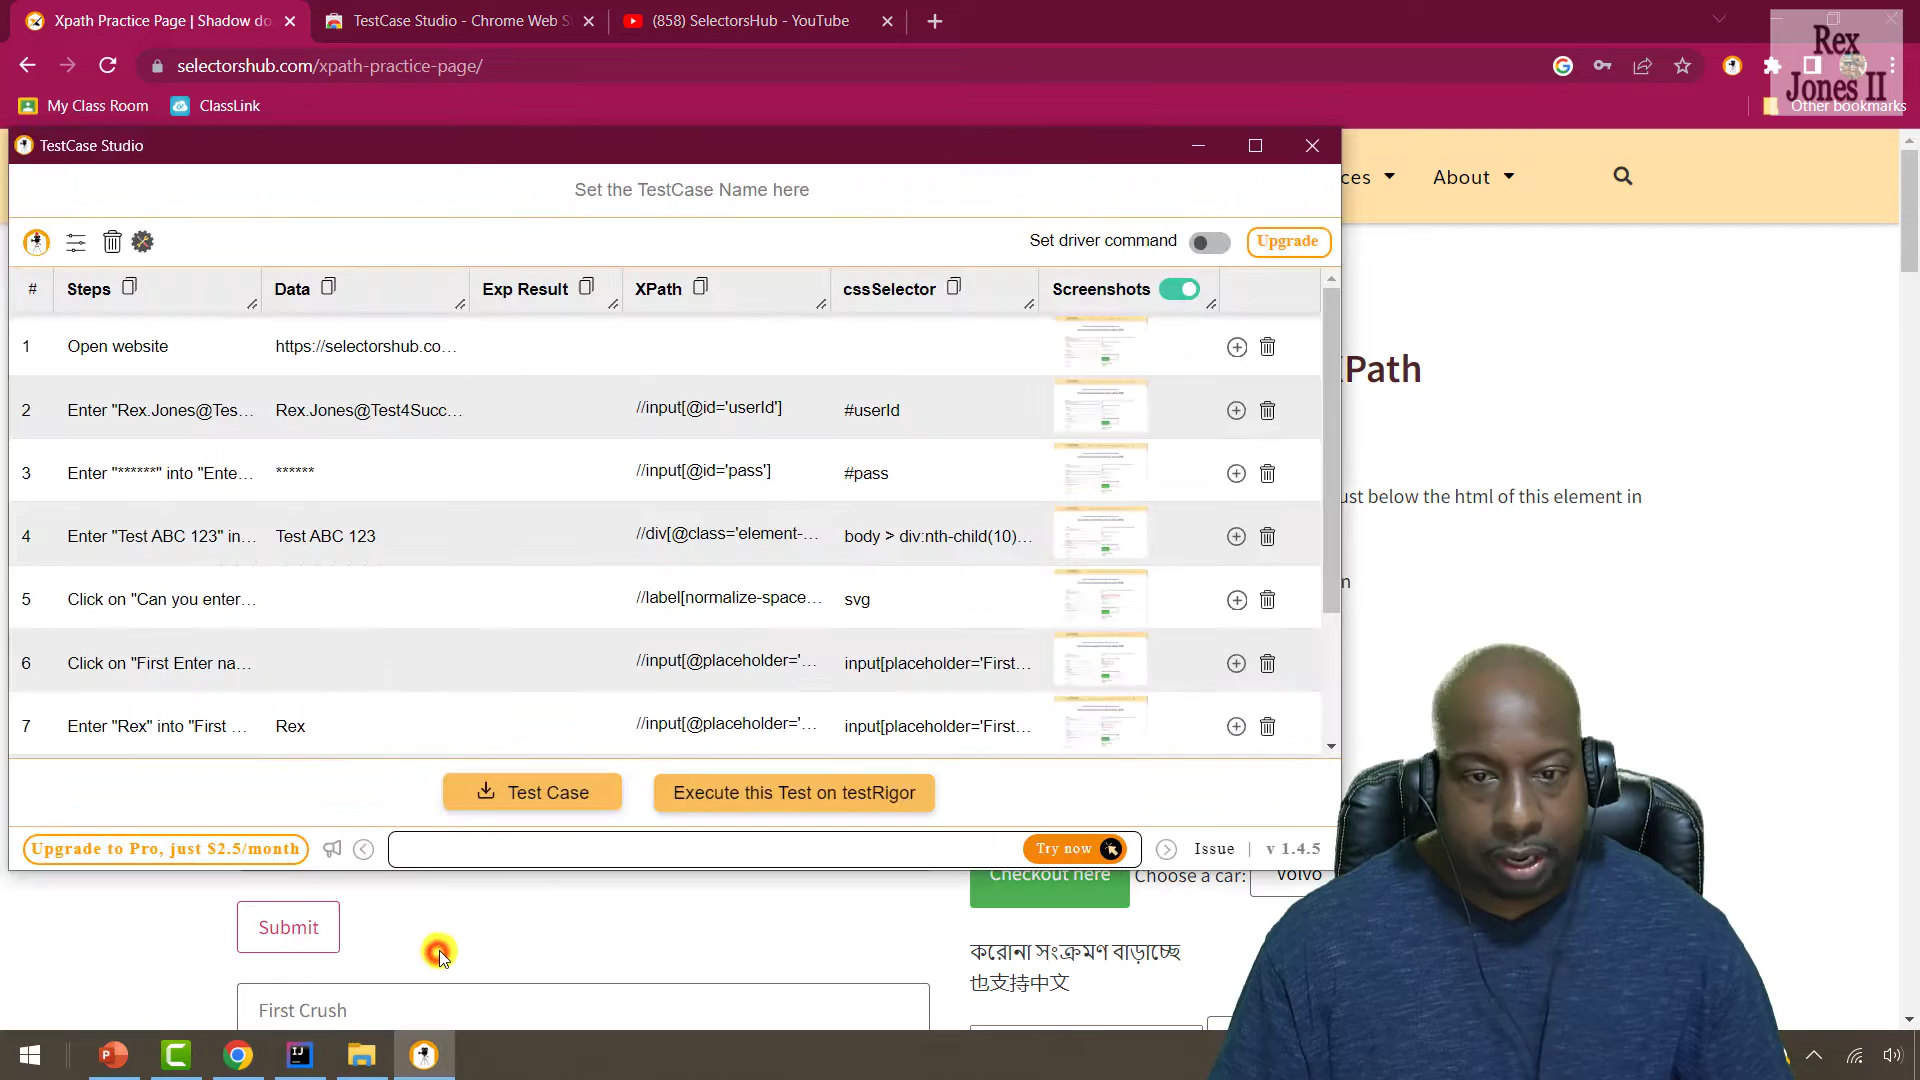 Xpath Practice Page | Shadow do
TestCase Studio - Chrome Web S
(858) SelectorsHub - YouTube
selectorshub.com/xpath-practice-page/
Rex
Jones II
My Class Room
ClassLink
Other bookmarks
TestCase Studio
Set the TestCase Name here
ces
About
Set driver command
Upgrade
# Steps Data Exp Result XPath cssSelector Screenshots
1 Open website https://selectorshub.co...
2 Enter "Rex.Jones@Tes... Rex.Jones@Test4Succ... //input[@id='userId'] #userId
3 Enter "******" into "Ente... ****** //input[@id='pass'] #pass
4 Enter "Test ABC 123" in... Test ABC 123 //div[@class='element-... body > div:nth-child(10)...
5 Click on "Can you enter... //label[normalize-space... svg
6 Click on "First Enter na... //input[@placeholder='... input[placeholder='First...
7 Enter "Rex" into "First ... Rex //input[@placeholder='... input[placeholder='First...
Path
ust below the html of this element in
n
Test Case
Execute this Test on testRigor
Upgrade to Pro, just $2.5/month
Try now
Issue | v 1.4.5
Checkout here
Choose a car:
Volvo
Submit
করোনা সংক্রমণ বাড়াচ্ছে
也支持中文
First Crush